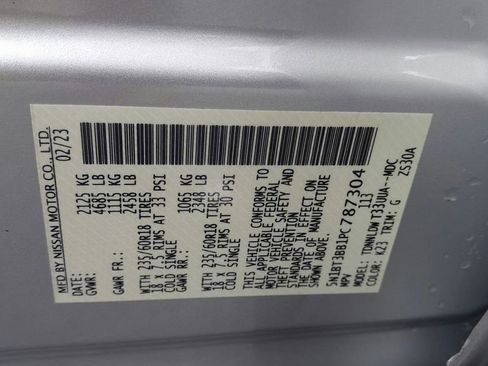 MFD BY NISSAN MOTOR CO., LTD.
DATE: 02/23
GVWR: 2125 KG
4685 LB
GAWR FR.: 1115 KG
2458 LB
WITH 235/60R18 TIRES
18 X 7.5 RIMS AT 33 PSI
COLD SINGLE
GAWR RR.: 1065 KG
2348 LB
WITH 235/60R18 TIRES
18 X 7.5 RIMS AT 30 PSI
COLD SINGLE
THIS VEHICLE CONFORMS TO ALL
APPLICABLE FEDERAL
MOTOR VEHICLE SAFETY AND
THEFT PREVENTION
STANDARDS IN EFFECT ON THE
DATE OF MANUFACTURE
SHOWN ABOVE.
5N1BT3BB1PC787304
MPV 113
MODEL: TDWNLDWT33UUA--NDC
COLOR: K23 TRIM: G ZS30A